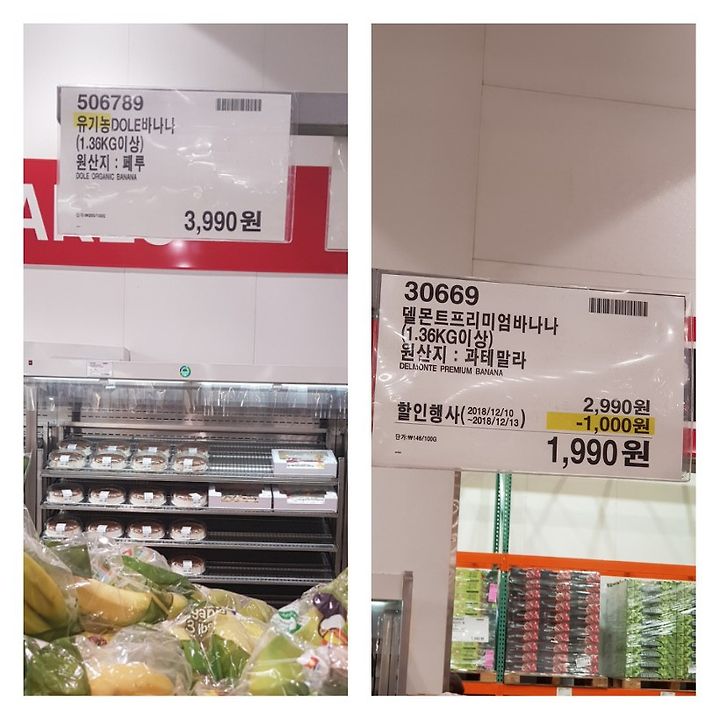 506789
유기농DOLE바나나
(1.36KG이상)
원산지 : 페루
DOLE ORGANIC BANANA
3,990원
30669
델몬트프리미엄바나나
(1.36KG이상)
원산지 : 과테말라
DELMONTE PREMIUM BANANA
2,990원
할인행사(2018/12/10 ~2018/12/13)
-1,000원
단가:₩146/100G
1,990원